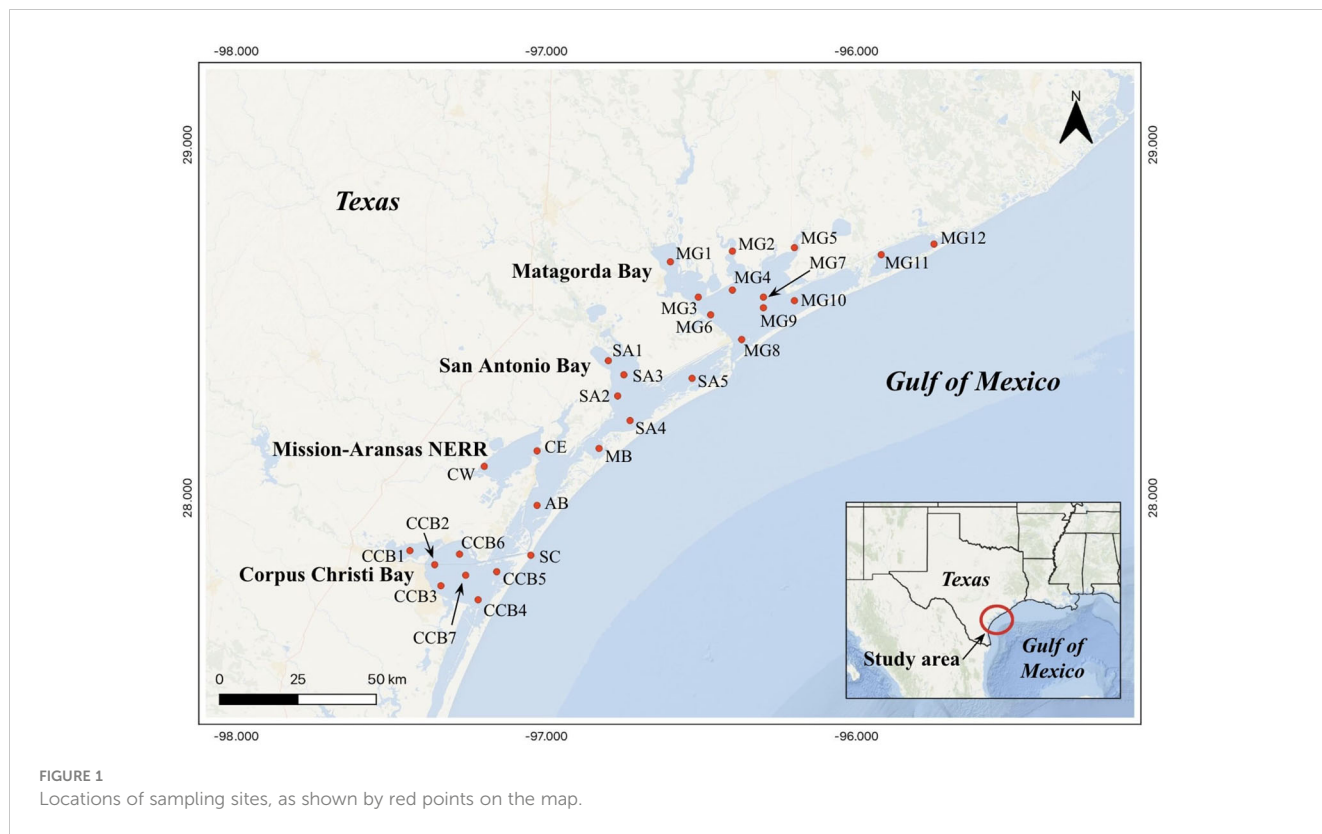 -98.000
-97.000
-96.000
29.000
29.000
N
Texas
MG1
MG2
MG5
MG12
MG7
MG11
Matagorda Bay
MG4
MG3
MG10
MG6
MG9
MG8
SA1
San Antonio Bay
SA3
SA5
Gulf of Mexico
SA2
SA4
Mission-Aransas NERR
CE
MB
CW
28.000
28.000
AB
CCB2
CCB6
CCB1
SC
Corpus Christi Bay
CCB5
CCB3
CCB4
CCB7
Texas
Gulf of
Mexico
Study area
0
25
50 km
-98.000
-97.000
-96.000
FIGURE 1
Locations of sampling sites, as shown by red points on the map.